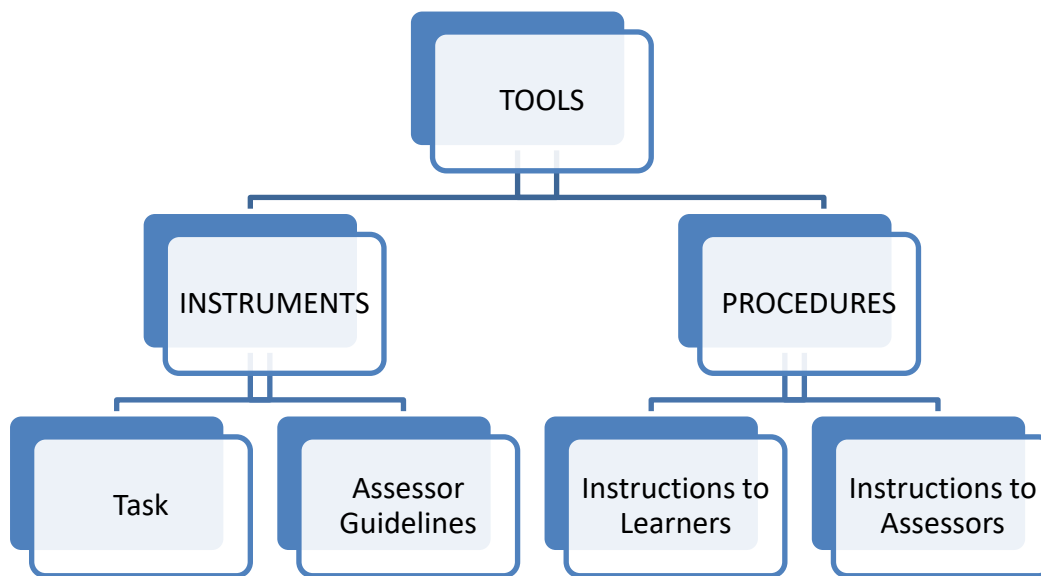 TOOLS
INSTRUMENTS
PROCEDURES
Task
Assessor
Guidelines
Instructions to
Learners
Instructions to
Assessors